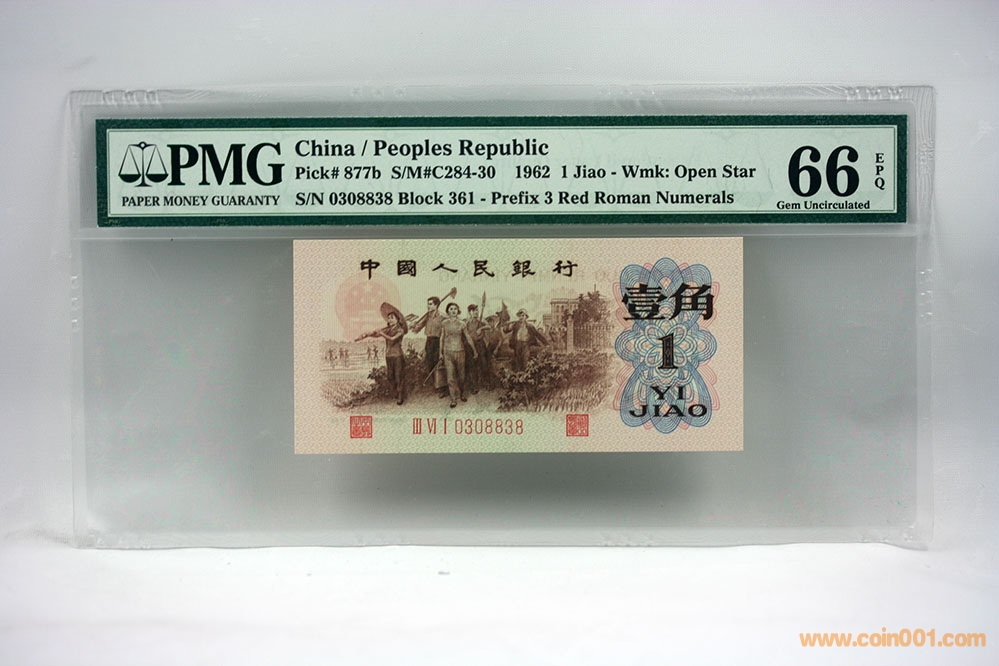 PMG
PAPER MONEY GUARANTY
China / Peoples Republic
Pick# 877b S/M#C284-30 1962 1 Jiao - Wmk: Open Star
S/N 0308838 Block 361 - Prefix 3 Red Roman Numerals
66 EPQ
Gem Uncirculated
中國人民銀行
壹角
1
YI
JIAO
III VI I 0308838
www.coin001.com